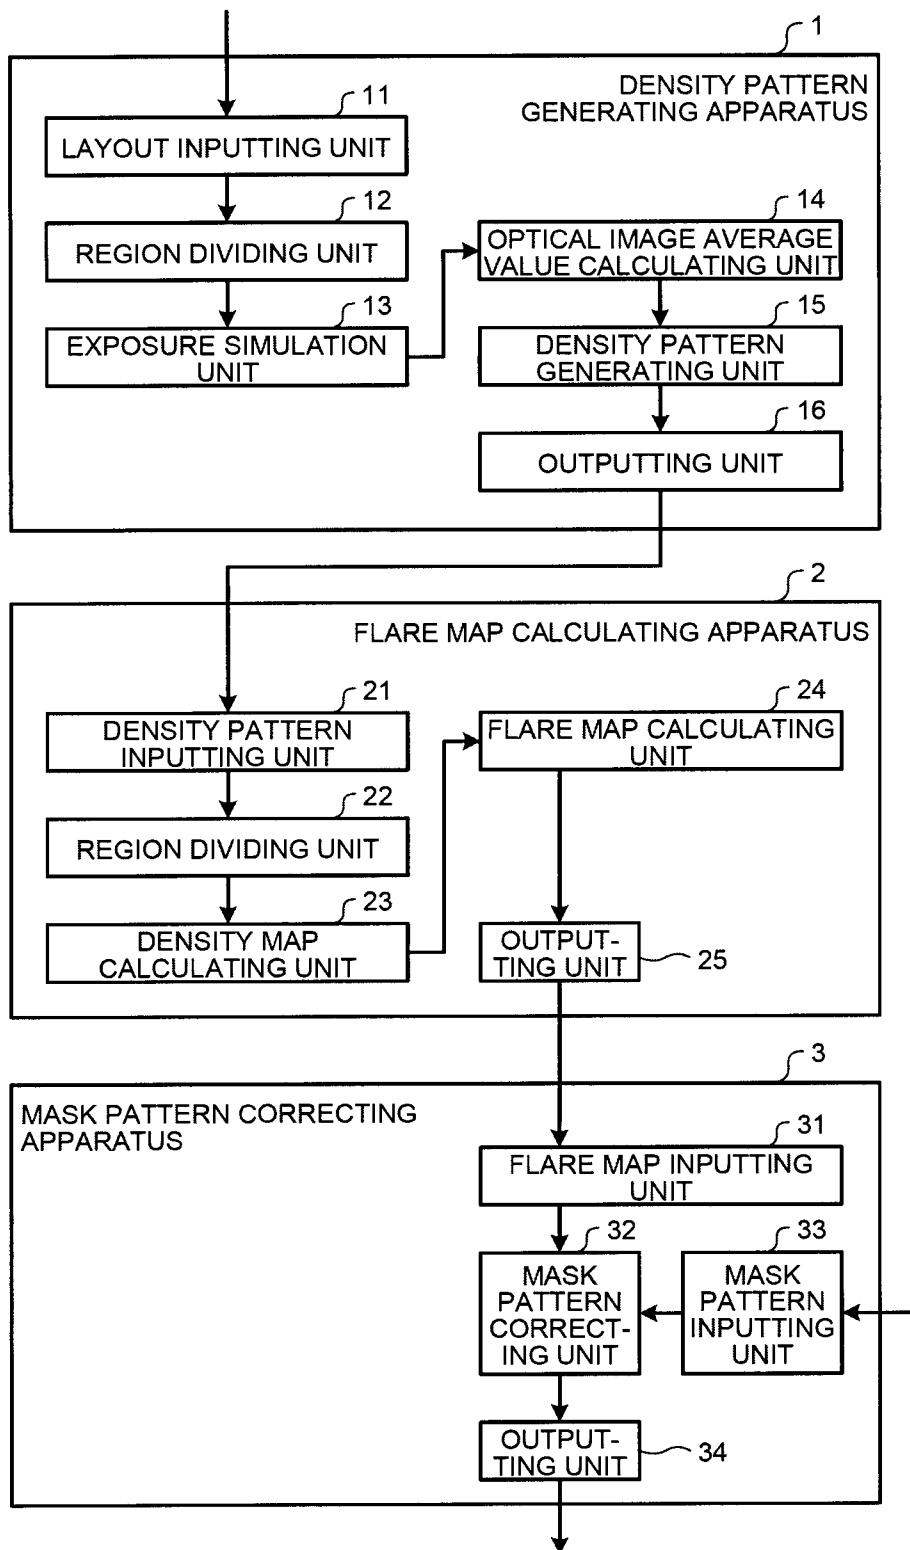 1
DENSITY PATTERN
GENERATING APPARATUS
11
LAYOUT INPUTTING UNIT
12
REGION DIVIDING UNIT
13
EXPOSURE SIMULATION
UNIT
14
OPTICAL IMAGE AVERAGE
VALUE CALCULATING UNIT
15
DENSITY PATTERN
GENERATING UNIT
16
OUTPUTTING UNIT
2
FLARE MAP CALCULATING APPARATUS
21
DENSITY PATTERN
INPUTTING UNIT
22
REGION DIVIDING UNIT
23
DENSITY MAP
CALCULATING UNIT
24
FLARE MAP CALCULATING
UNIT
OUTPUT-
TING UNIT
25
3
MASK PATTERN CORRECTING
APPARATUS
31
FLARE MAP INPUTTING
UNIT
32
MASK
PATTERN
CORRECT-
ING UNIT
33
MASK
PATTERN
INPUTTING
UNIT
OUTPUT-
TING UNIT
34